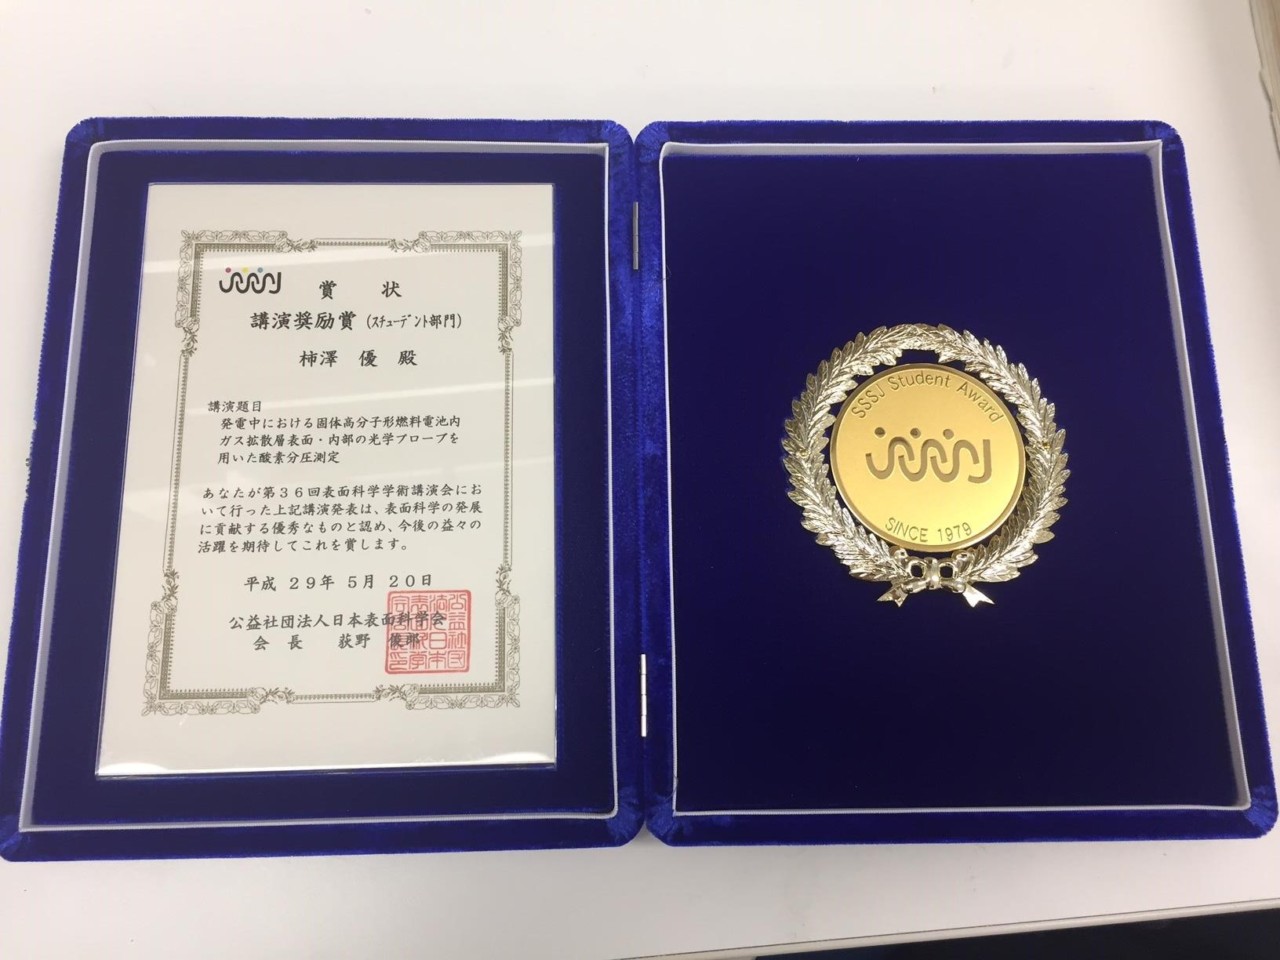 賞 状
講演奨励賞(スチューデント部門)
柿澤 優 殿
講演題目
発電中における固体高分子形燃料電池内
ガス拡散層表面・内部の光学プローブを
用いた酸素分圧測定
あなたが第36回表面科学学術講演会にお
いて行った上記講演発表は、表面科学の発展
に貢献する優秀なものと認め、今後の益々の
活躍を期待してこれを賞します。
平成 29年 5月 20日
公益社団法人日本表面科学会
会 長 荻野 俊郎
SSSJ Student Award
SINCE 1979